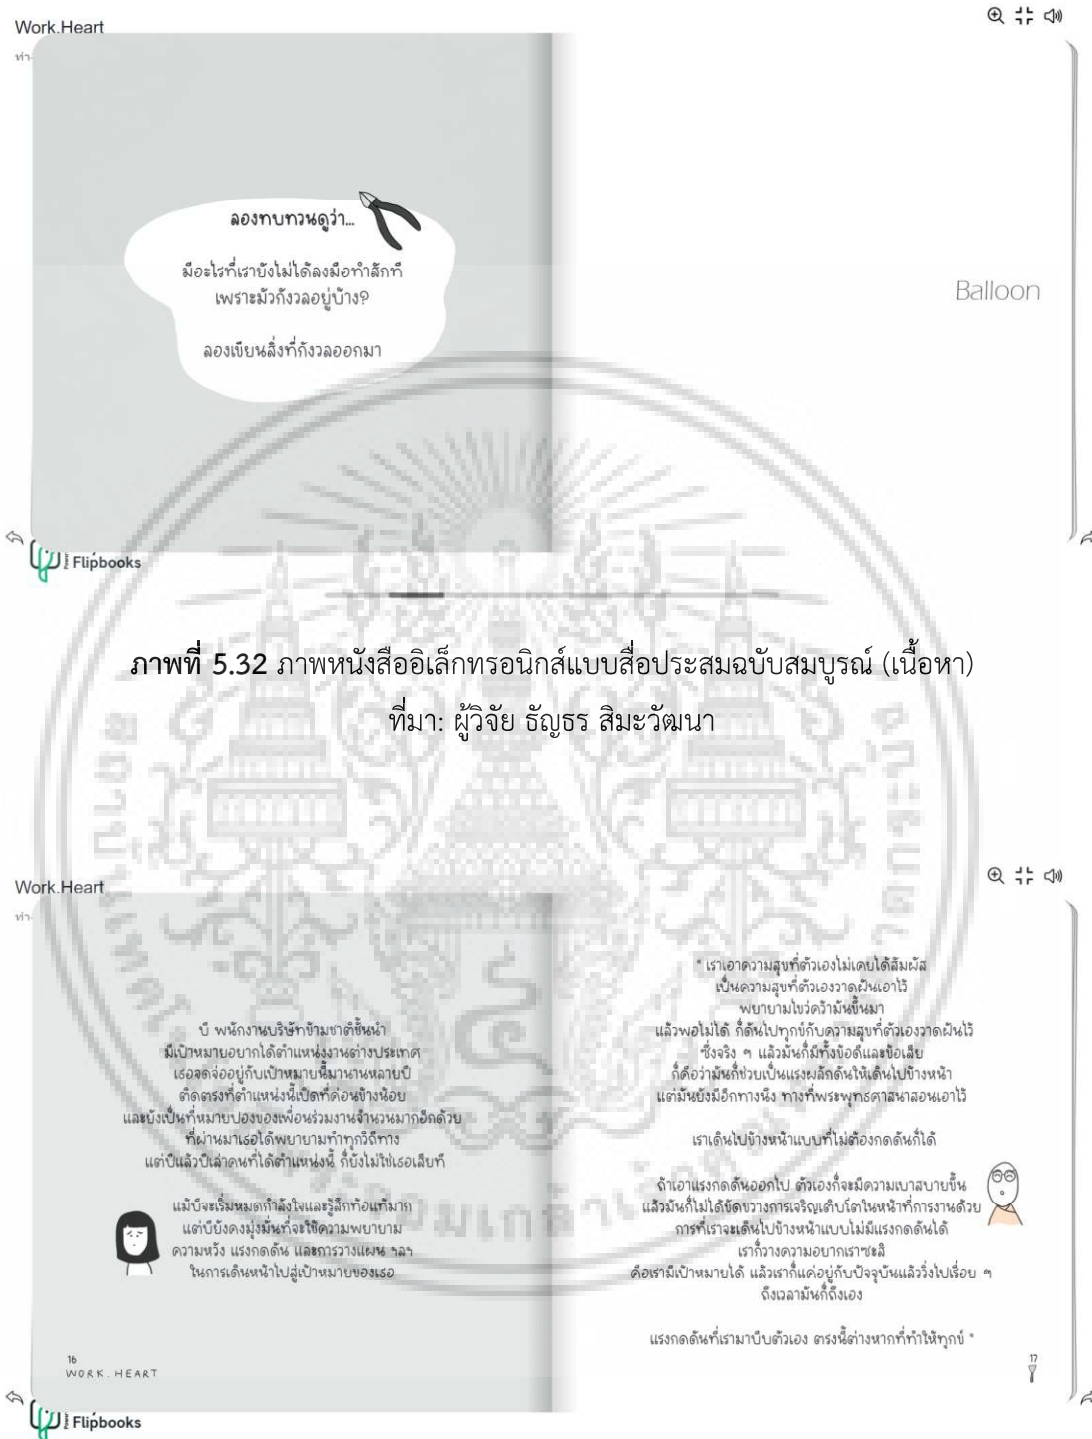 Work.Heart
ท่า
ลองทบทวนดูว่า...
มีอะไรที่เรายังไม่ได้ลงมือทำสักที
เพราะมัวกังวลอยู่บ้าง?
ลองเขียนสิ่งที่กังวลออกมา
Balloon
Flipbooks
ภาพที่ 5.32 ภาพหนังสืออิเล็กทรอนิกส์แบบสื่อประสมฉบับสมบูรณ์ (เนื้อหา)
ที่มา: ผู้วิจัย ธัญธร สิมะวัฒนา
Work.Heart
ท่า
บี พนักงานบริษัทข้ามชาติชั้นนำ
มีเป้าหมายอยากได้ตำแหน่งงานต่างประเทศ
เธอจดจ่ออยู่กับเป้าหมายนี้มานานหลายปี
ติดตรงที่ตำแหน่งนี้เปิดที่ค่อนข้างน้อย
และยังเป็นที่หมายปองของเพื่อนร่วมงานจำนวนมากอีกด้วย
ที่ผ่านมาเธอได้พยายามทำทุกวิถีทาง
แต่ปีแล้วปีเล่าคนที่ได้ตำแหน่งนี้ ก็ยังไม่ใช่เธอเสียที
แม้บีจะเริ่มหมดกำลังใจและรู้สึกท้อแท้มาก
แต่บียังคงมุ่งมั่นที่จะใช้ความพยายาม
ความหวัง แรงกดดัน และการวางแผน ฯลฯ
ในการเดินหน้าไปสู่เป้าหมายของเธอ
16
WORK.HEART
" เราเอาความสุขที่ตัวเองไม่เคยได้สัมผัส
เป็นความสุขที่ตัวเองวาดฝันเอาไว้
พยายามไขว่คว้ามันขึ้นมา
แล้วพอไม่ได้ ก็ดันไปทุกข์กับความสุขที่ตัวเองวาดฝันไว้
ซึ่งจริง ๆ แล้วมันก็มีทั้งข้อดีและข้อเสีย
ก็คือว่ามันก็ช่วยเป็นแรงผลักดันให้เดินไปข้างหน้า
แต่มันยังมีอีกทางนึง ทางที่พระพุทธศาสนาสอนเอาไว้
เราเดินไปข้างหน้าแบบที่ไม่ต้องกดดันก็ได้
ถ้าเอาแรงกดดันออกไป ตัวเองก็จะมีความเบาสบายขึ้น
แล้วมันก็ไม่ได้ขัดขวางการเจริญเติบโตในหน้าที่การงานด้วย
การที่เราจะเดินไปข้างหน้าแบบไม่มีแรงกดดันได้
เราก็วางความอยากเราซะสิ
คือเรามีเป้าหมายได้ แล้วเราก็แค่อยู่กับปัจจุบันแล้ววิ่งไปเรื่อย ๆ
ถึงเวลามันก็ถึงเอง
แรงกดดันที่เรามาบีบตัวเอง ตรงนี้ต่างหากที่ทำให้ทุกข์ "
17
Flipbooks